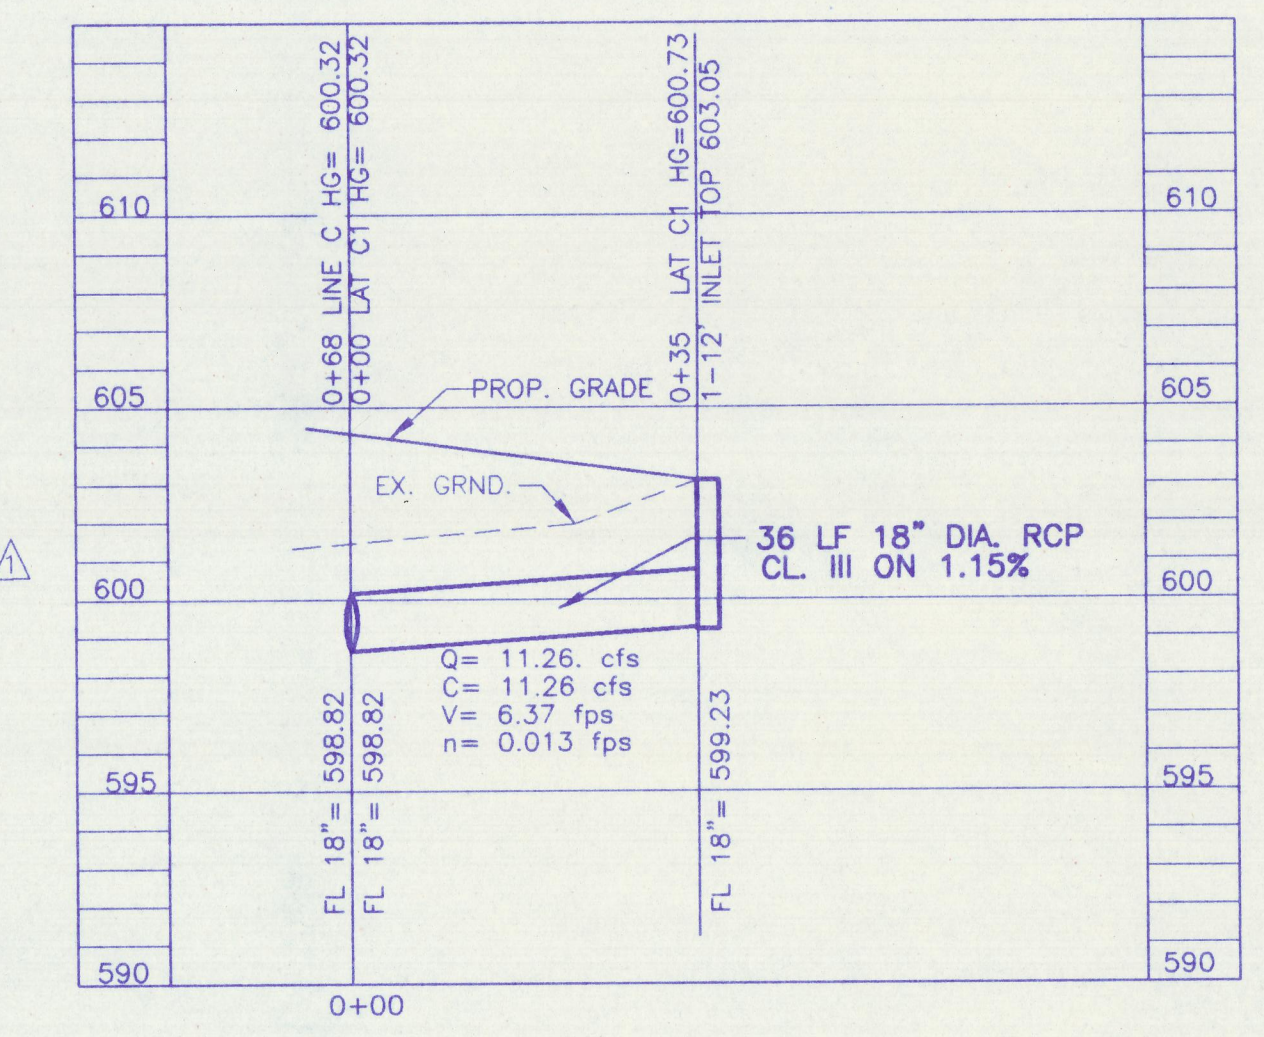 0+68 LINE C HG= 600.32
0+00 LAT C1 HG= 600.32
0+35 LAT C1 HG=600.73
1-12' INLET TOP 603.05
610
610
605
605
PROP. GRADE
EX. GRND.
36 LF 18" DIA. RCP
CL. III ON 1.15%
1
600
600
Q= 11.26. cfs
C= 11.26 cfs
V= 6.37 fps
n= 0.013 fps
FL 18"= 598.82
FL 18"= 598.82
FL 18"= 599.23
595
595
590
590
0+00